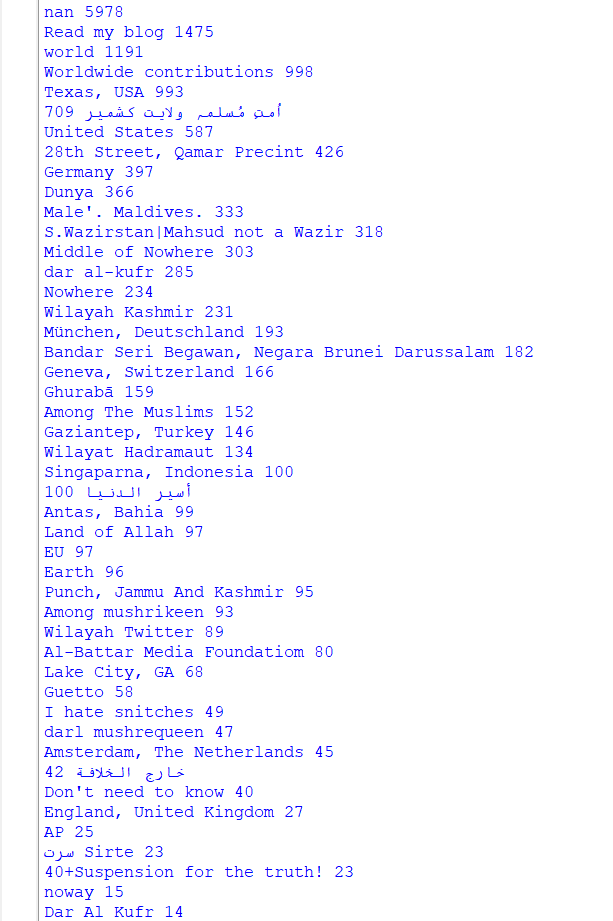 nan 5978
Read my blog 1475
world 1191
Worldwide contributions 998
Texas, USA 993
اُمتِ مُسلمہ ولایت کشمیر 709
United States 587
28th Street, Qamar Precint 426
Germany 397
Dunya 366
Male'. Maldives. 333
S.Wazirstan|Mahsud not a Wazir 318
Middle of Nowhere 303
dar al-kufr 285
Nowhere 234
Wilayah Kashmir 231
München, Deutschland 193
Bandar Seri Begawan, Negara Brunei Darussalam 182
Geneva, Switzerland 166
Ghurabā 159
Among The Muslims 152
Gaziantep, Turkey 146
Wilayat Hadramaut 134
Singaparna, Indonesia 100
أسير الدنيا 100
Antas, Bahia 99
Land of Allah 97
EU 97
Earth 96
Punch, Jammu And Kashmir 95
Among mushrikeen 93
Wilayah Twitter 89
Al-Battar Media Foundatiom 80
Lake City, GA 68
Guetto 58
I hate snitches 49
darl mushrequeen 47
Amsterdam, The Netherlands 45
خارج الخلافة 42
Don't need to know 40
England, United Kingdom 27
AP 25
سرت Sirte 23
40+Suspension for the truth! 23
noway 15
Dar Al Kufr 14